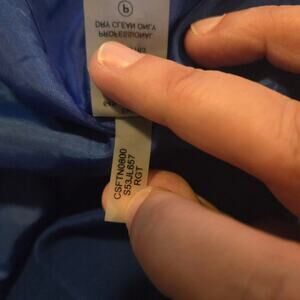 P
DRY CLEAN ONLY
PROFESSIONAL
CSFTN0800
S53JL657
RGT